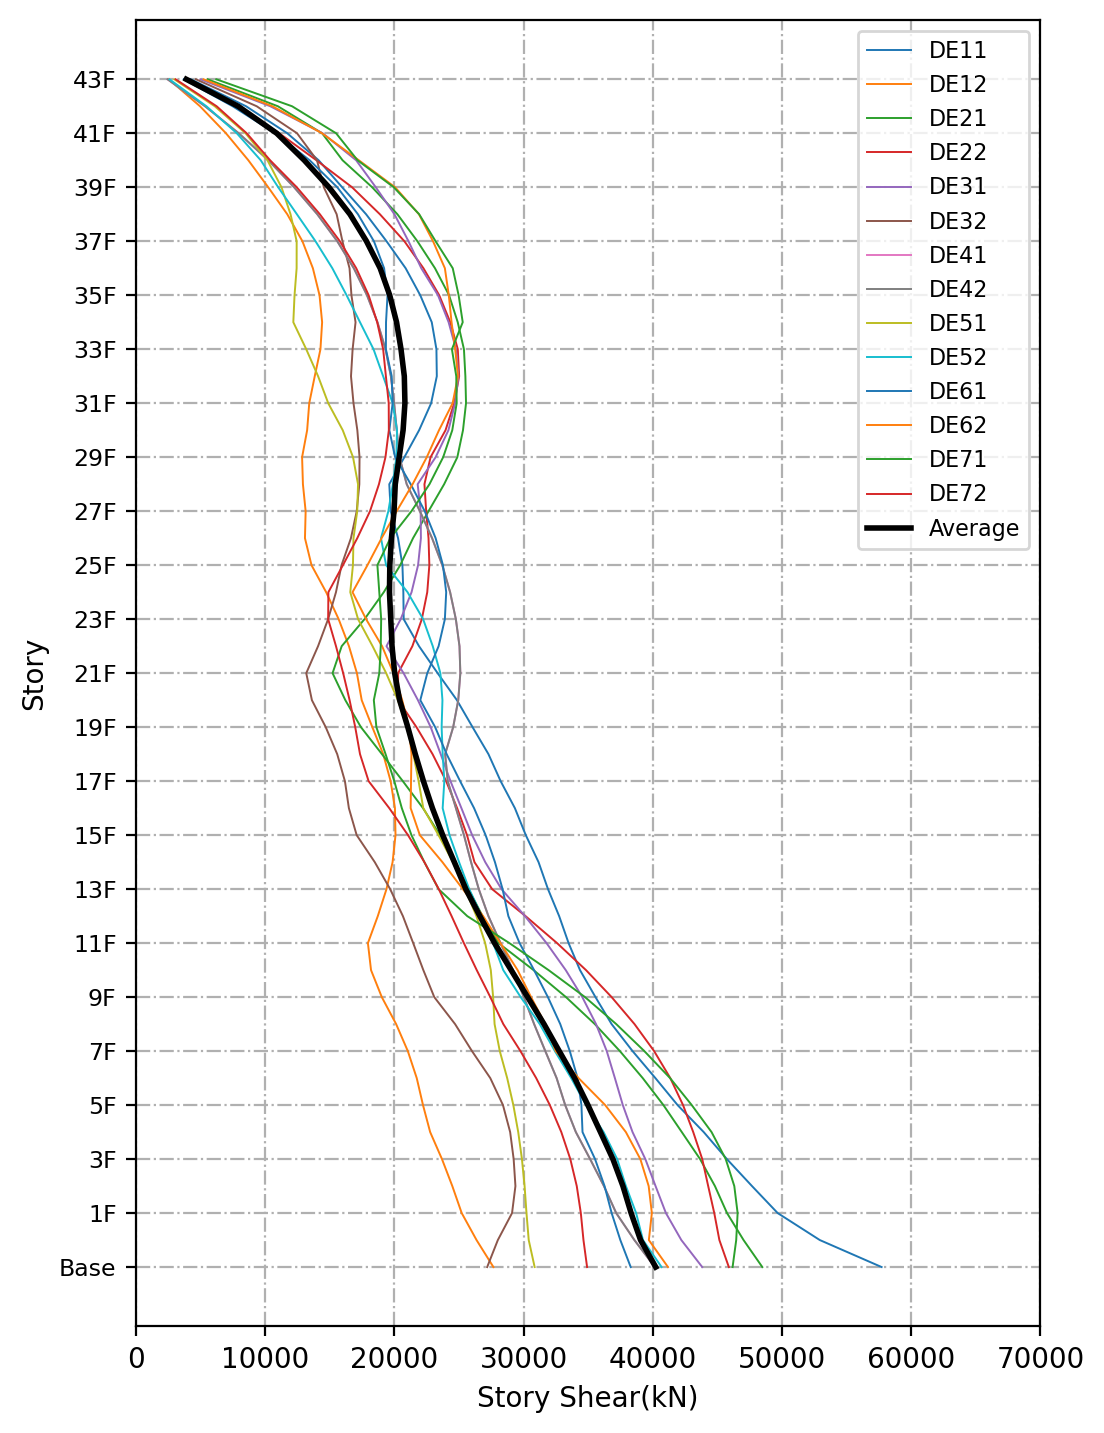 DE11
DE12
DE21
DE22
DE31
DE32
DE41
DE42
DE51
DE52
DE61
DE62
DE71
DE72
Average
43F
41F
39F
37F
35F
33F
31F
29F
27F
25F
23F
21F
19F
17F
15F
13F
11F
9F
7F
5F
3F
1F
Base
Story
0 10000 20000 30000 40000 50000 60000 70000
Story Shear(kN)